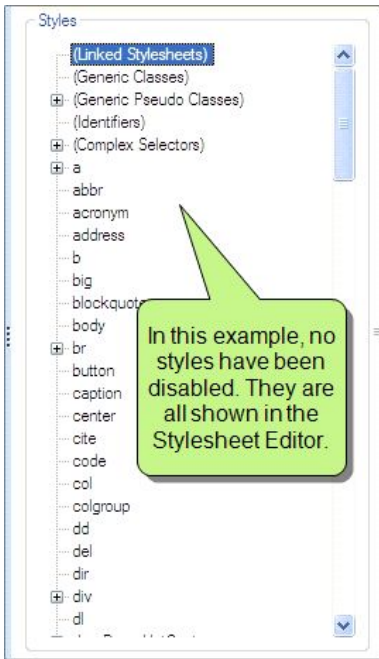 Styles
(Linked Stylesheets)
(Generic Classes)
(Generic Pseudo Classes)
(Identifiers)
(Complex Selectors)
a
abbr
acronym
address
b
big
blockquote
body
br
button
caption
center
cite
code
col
colgroup
dd
del
dir
div
dl
In this example, no
styles have been
disabled. They are
all shown in the
Stylesheet Editor.